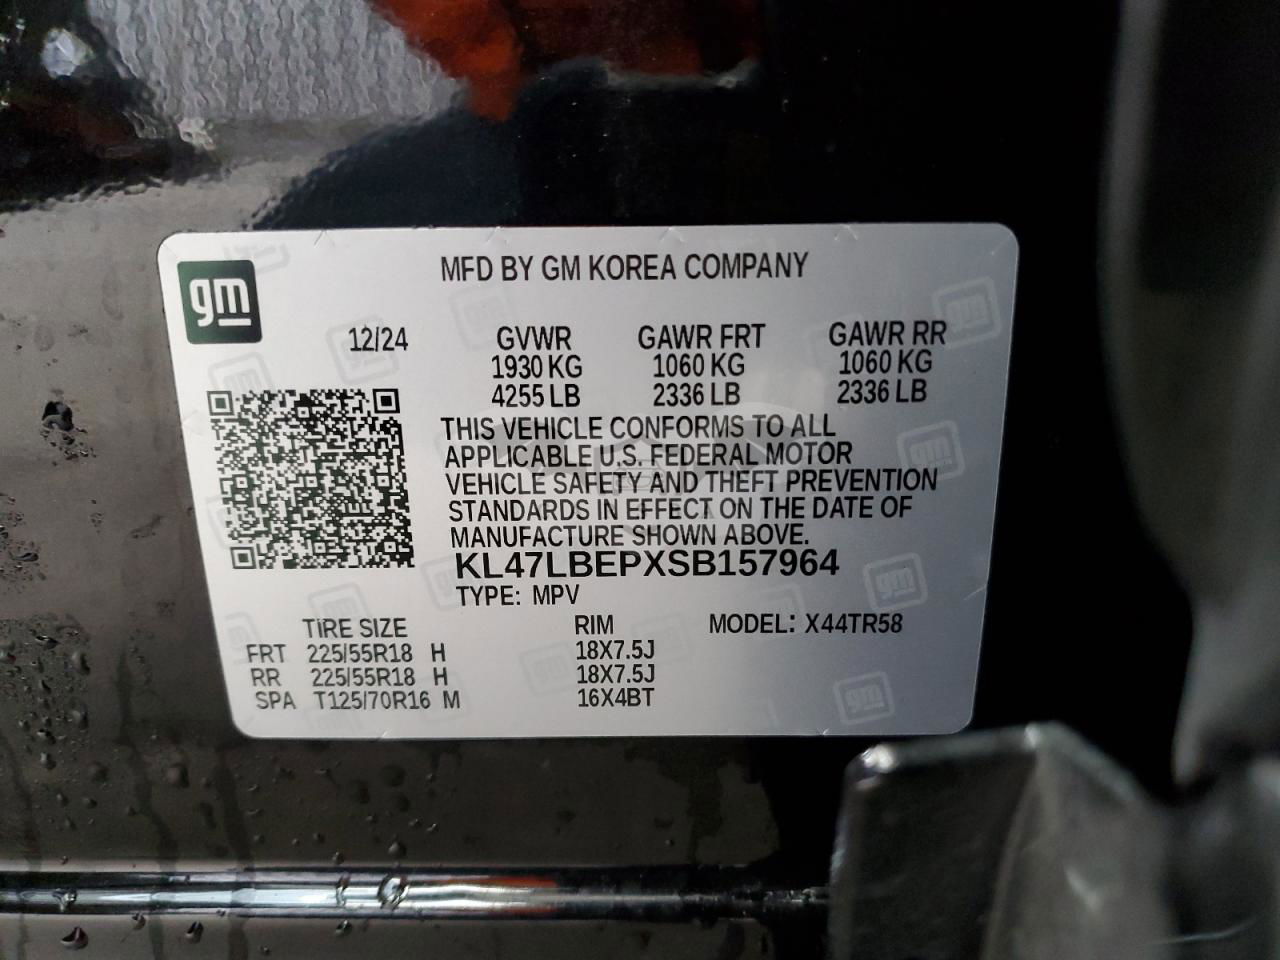 gm
MFD BY GM KOREA COMPANY
12/24 GVWR GAWR FRT GAWR RR
1930 KG 1060 KG 1060 KG
4255 LB 2336 LB 2336 LB
THIS VEHICLE CONFORMS TO ALL
APPLICABLE U.S. FEDERAL MOTOR
VEHICLE SAFETY AND THEFT PREVENTION
STANDARDS IN EFFECT ON THE DATE OF
MANUFACTURE SHOWN ABOVE.
KL47LBEPXSB157964
TYPE: MPV
TIRE SIZE RIM MODEL: X44TR58
FRT 225/55R18 H 18X7.5J
RR 225/55R18 H 18X7.5J
SPA T125/70R16 M 16X4BT